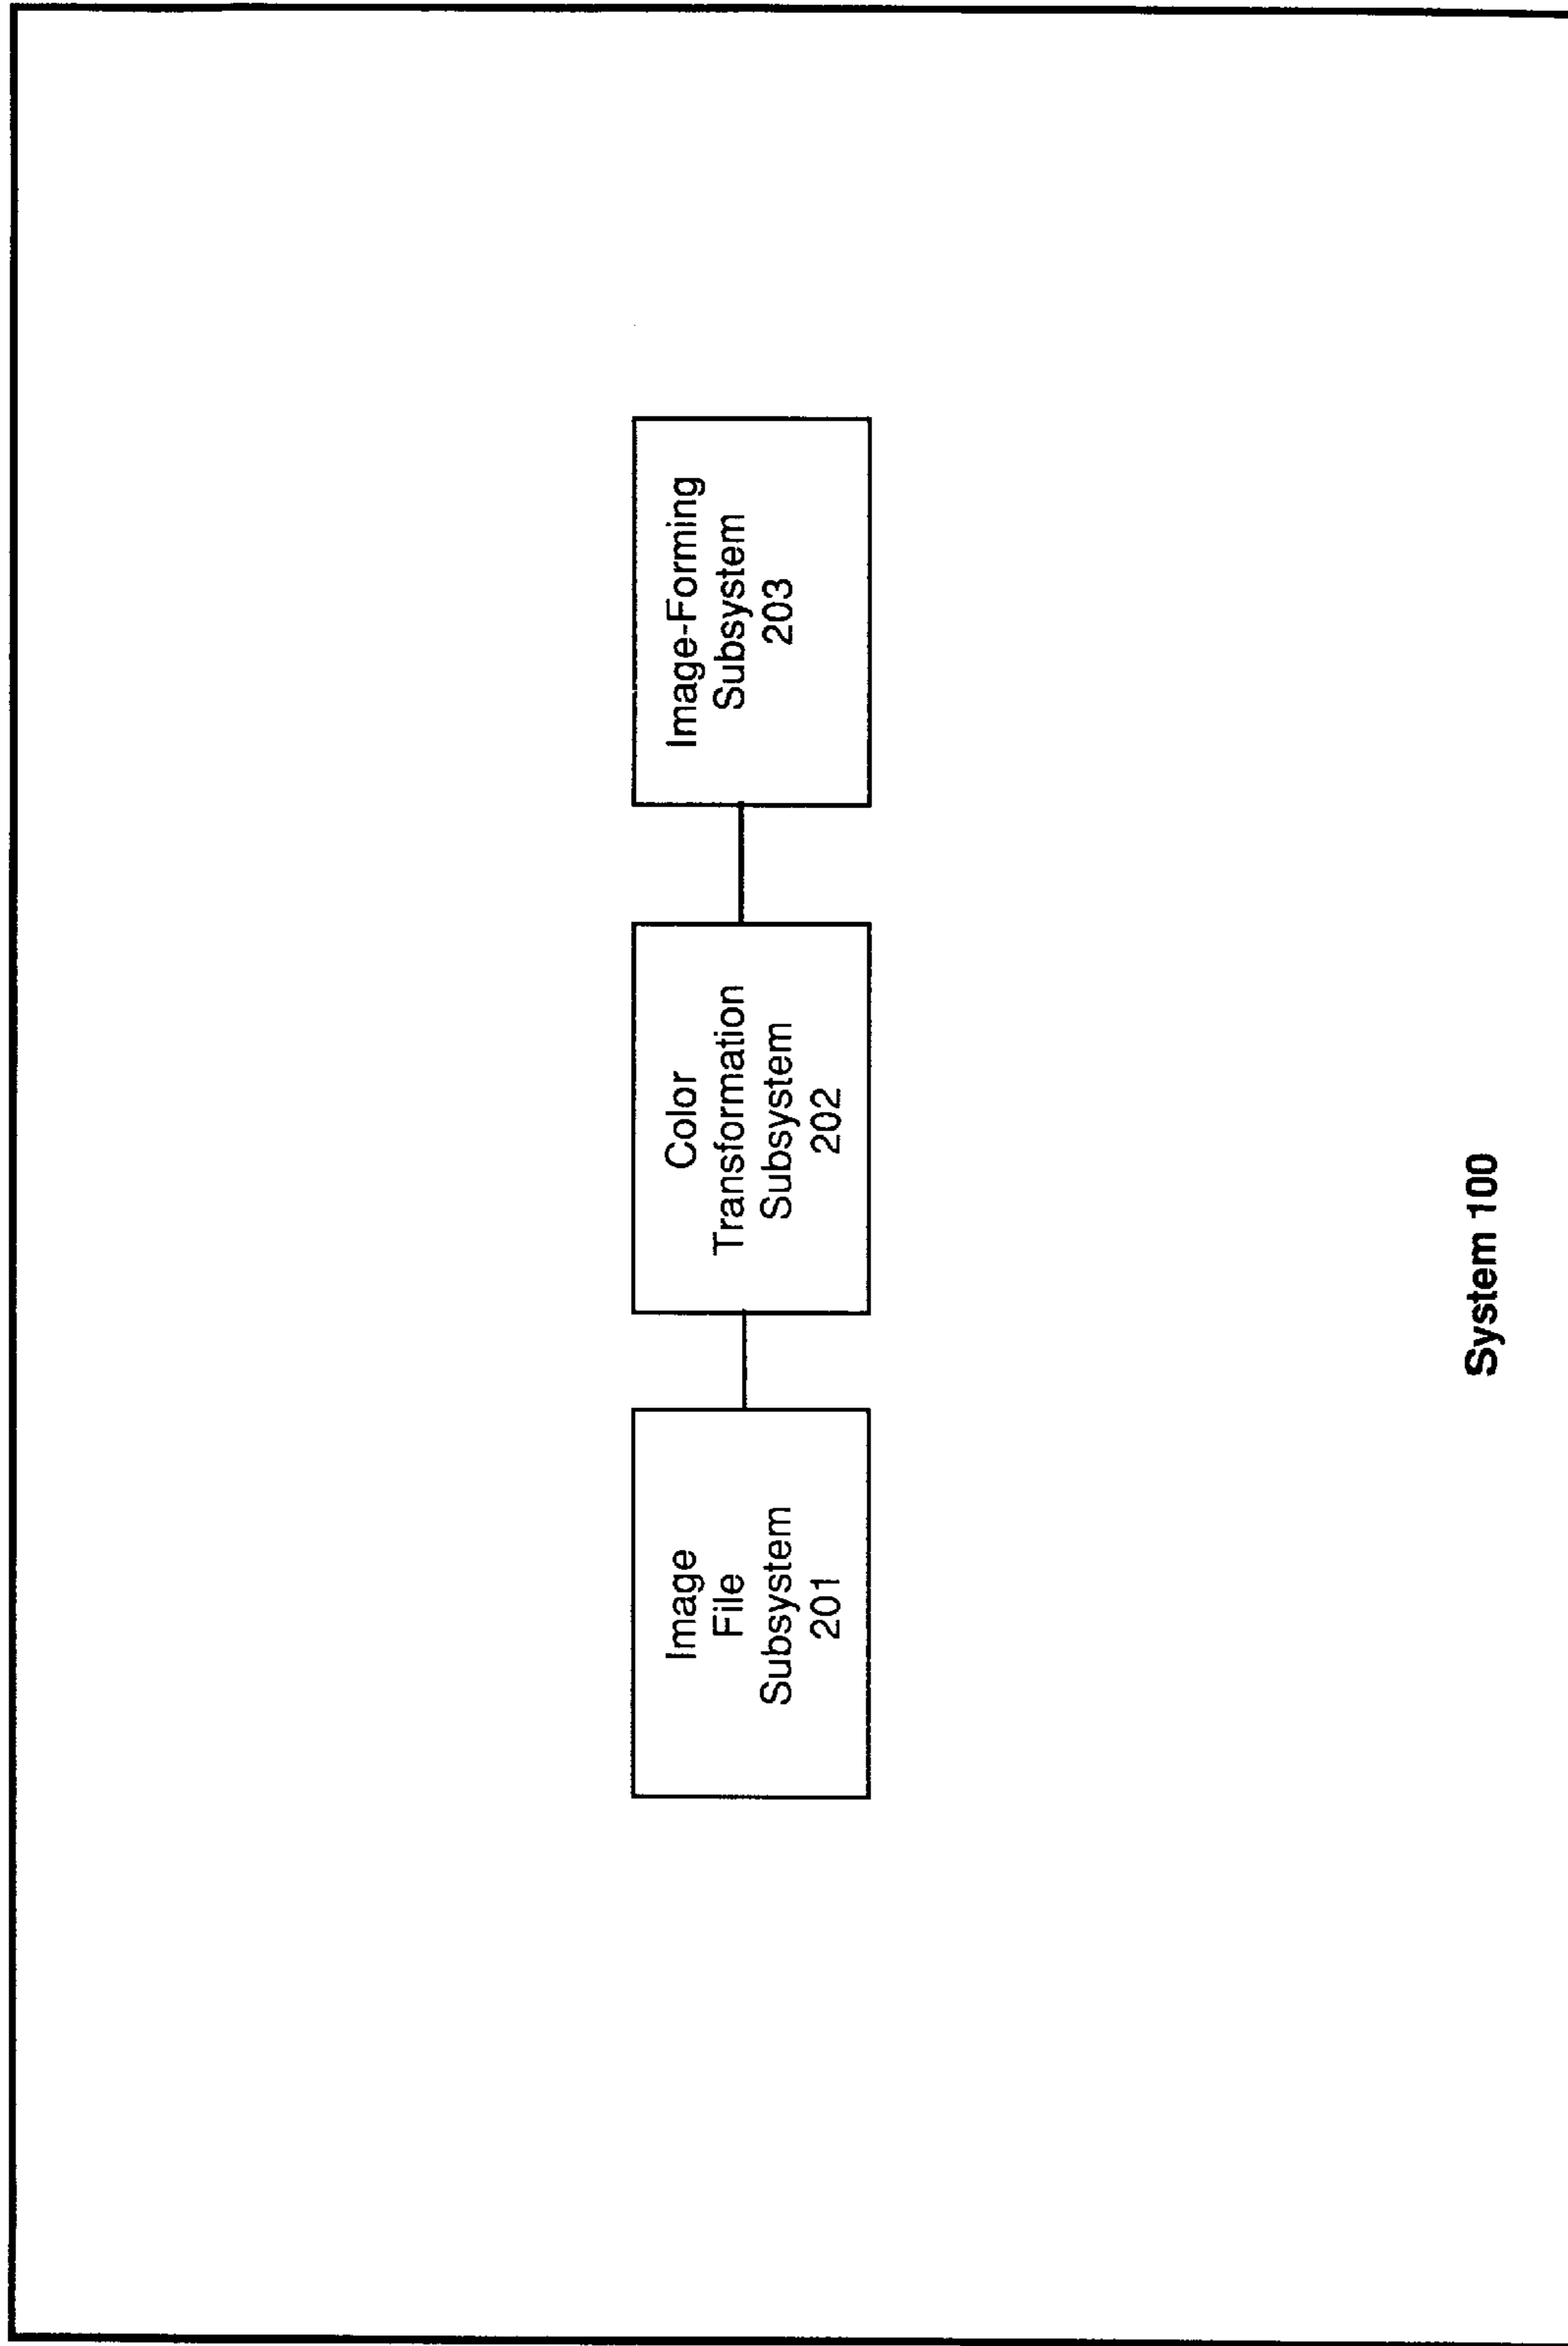 Image
File
Subsystem
201
Color
Transformation
Subsystem
202
Image-Forming
Subsystem
203
System 100